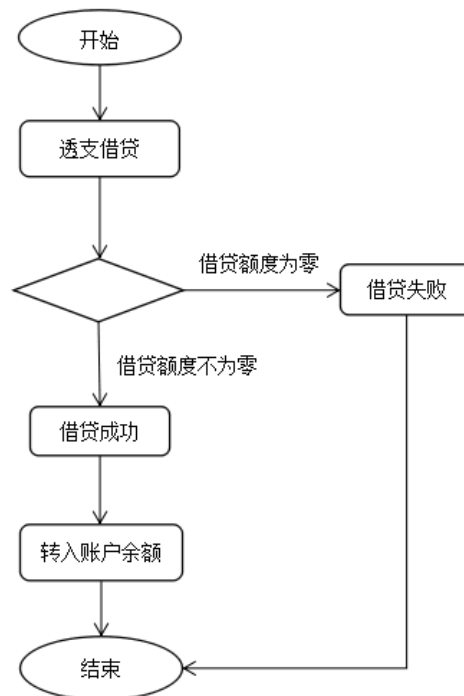 开始
透支借贷
借贷额度为零
借贷失败
借贷额度不为零
借贷成功
转入账户余额
结束